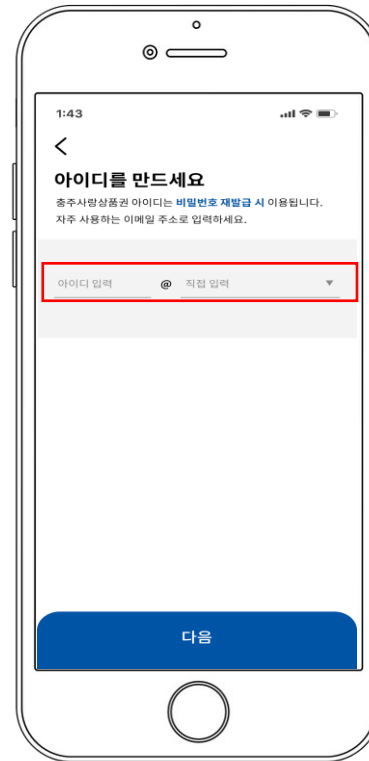 1:43
아이디를 만드세요
충주사랑상품권 아이디는 비밀번호 재발급 시 이용됩니다.
자주 사용하는 이메일 주소로 입력하세요.
아이디 입력 @ 직접 입력
다음